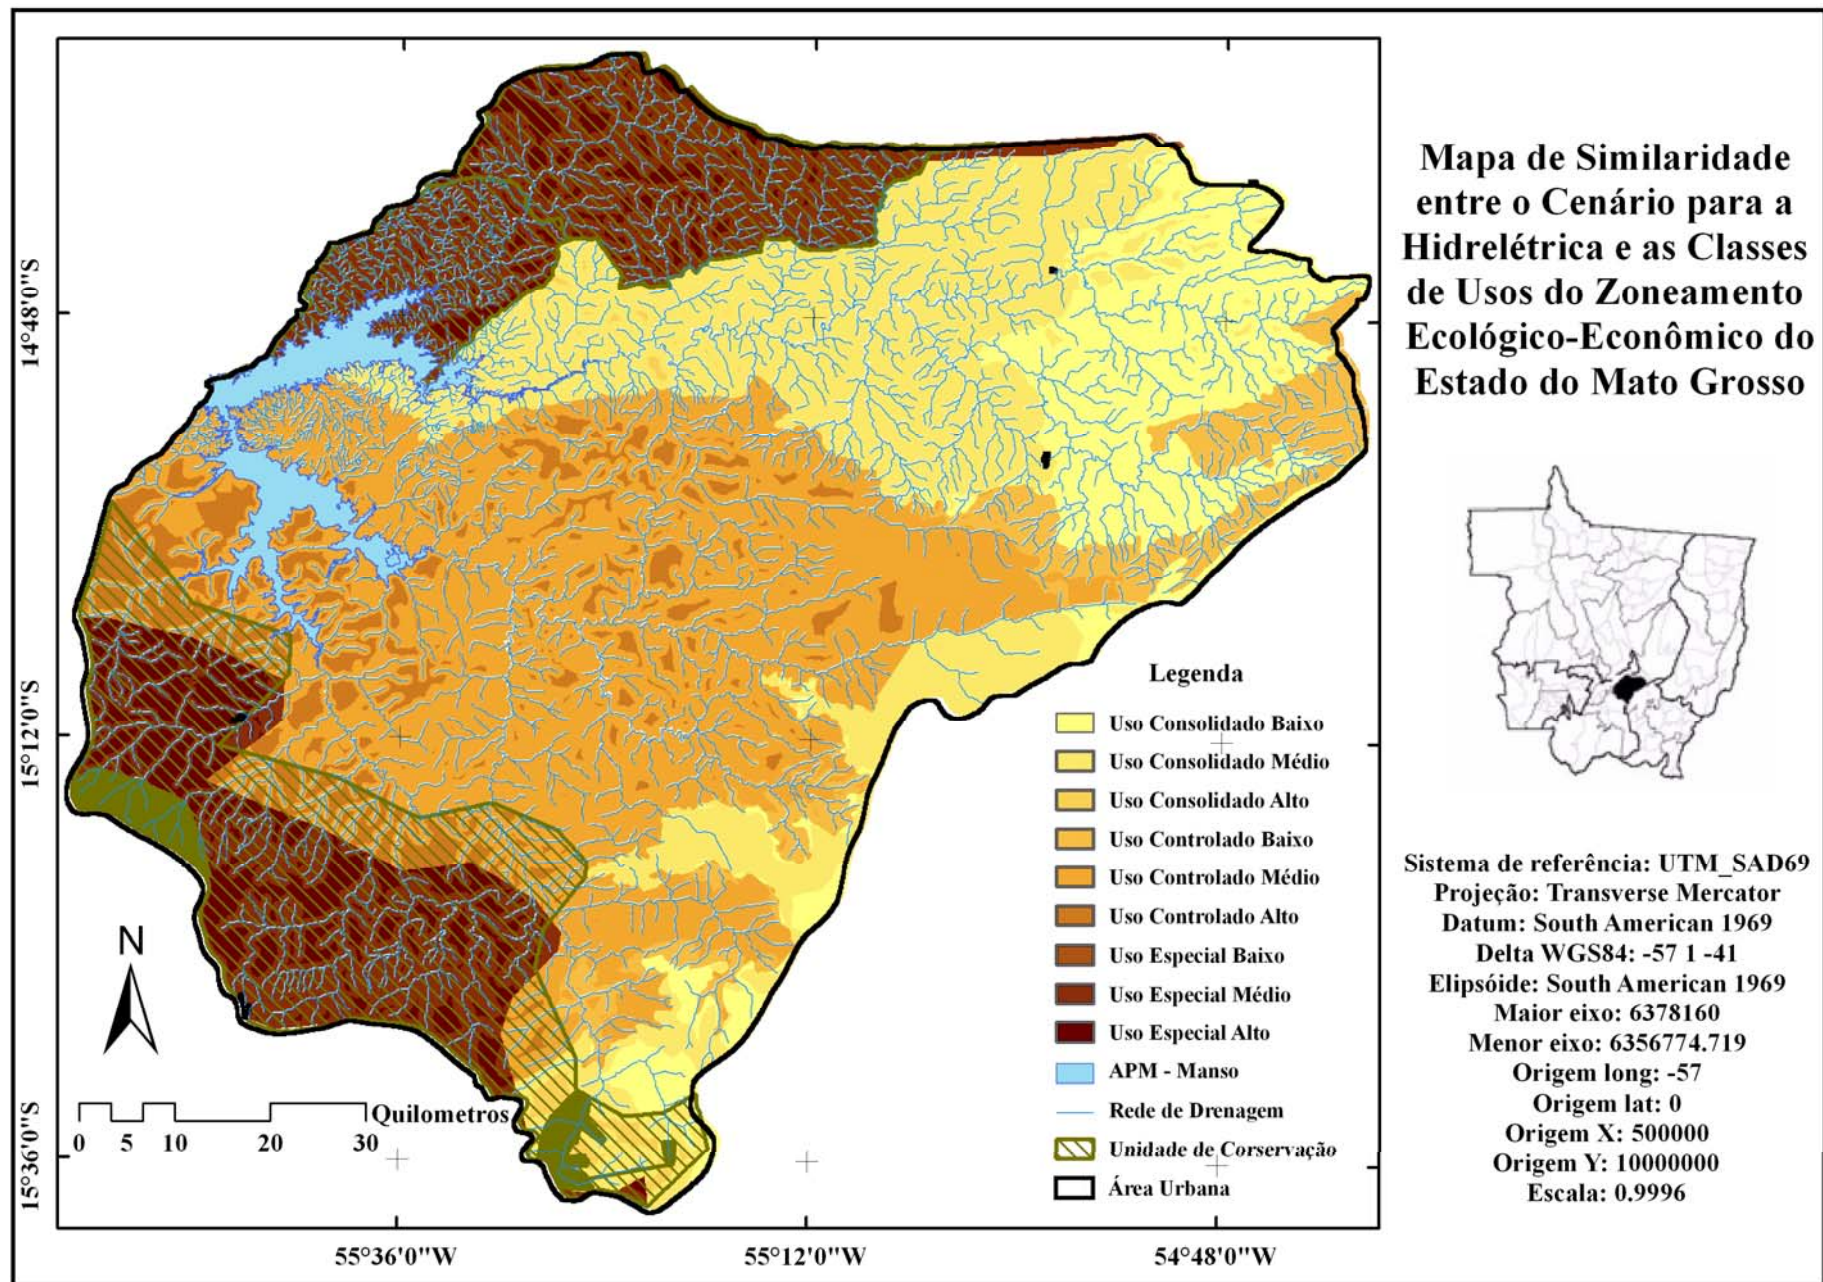 Mapa de Similaridade
entre o Cenário para a
Hidrelétrica e as Classes
de Usos do Zoneamento
Ecológico-Econômico do
Estado do Mato Grosso
14°48'0"S
15°12'0"S
15°36'0"S
Legenda
Uso Consolidado Baixo
Uso Consolidado Médio
Uso Consolidado Alto
Uso Controlado Baixo
Uso Controlado Médio
Uso Controlado Alto
Uso Especial Baixo
Uso Especial Médio
Uso Especial Alto
APM - Manso
Rede de Drenagem
Unidade de Corservação
Área Urbana
N
Quilometros
0 5 10 20 30
55°36'0"W 55°12'0"W 54°48'0"W
Sistema de referência: UTM_SAD69
Projeção: Transverse Mercator
Datum: South American 1969
Delta WGS84: -57 1 -41
Elipsóide: South American 1969
Maior eixo: 6378160
Menor eixo: 6356774.719
Origem long: -57
Origem lat: 0
Origem X: 500000
Origem Y: 10000000
Escala: 0.9996